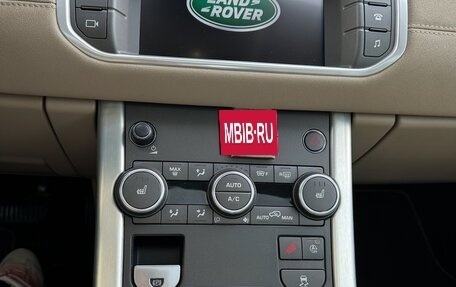 LAND
ROVER
MBIB-RU
MAX
F
R
AUTO
A/C
AUTO
MAN